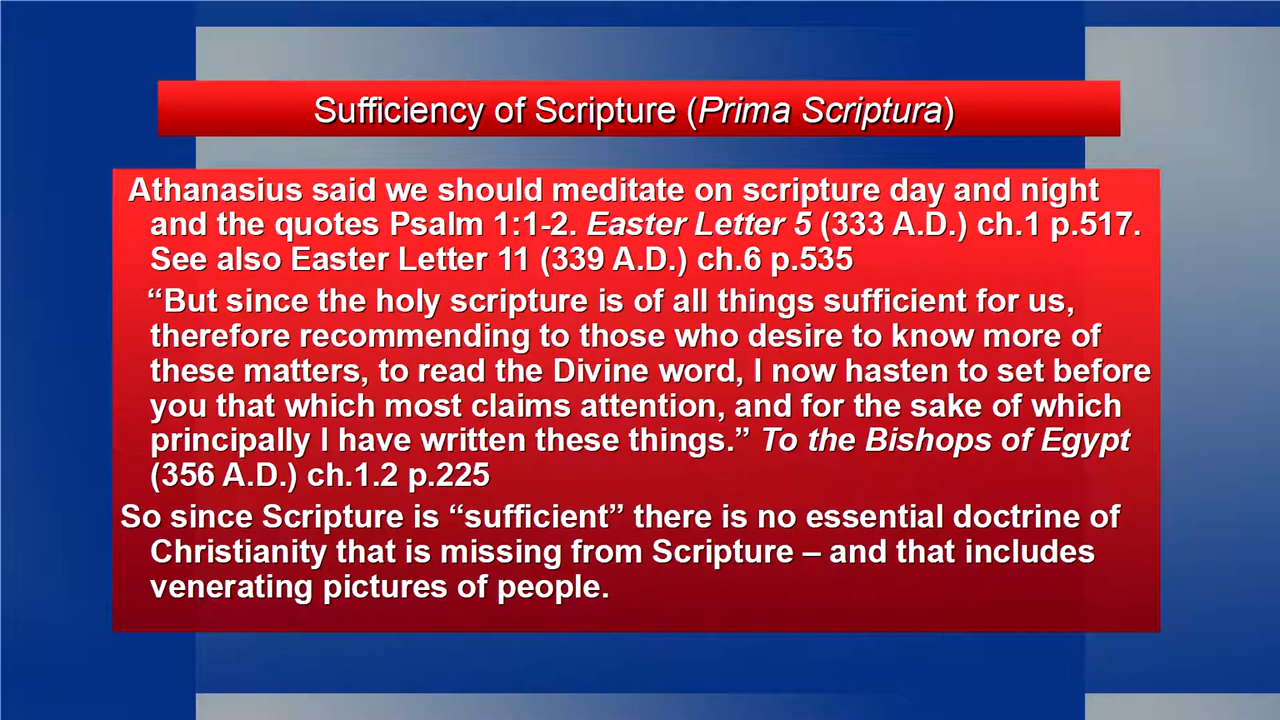 Sufficiency of Scripture (Prima Scriptura)
Athanasius said we should meditate on scripture day and night
and the quotes Psalm 1:1-2. Easter Letter 5 (333 A.D.) ch.1 p.517.
See also Easter Letter 11 (339 A.D.) ch.6 p.535
“But since the holy scripture is of all things sufficient for us,
therefore recommending to those who desire to know more of
these matters, to read the Divine word, I now hasten to set before
you that which most claims attention, and for the sake of which
principally I have written these things.” To the Bishops of Egypt
(356 A.D.) ch.1.2 p.225
So since Scripture is “sufficient” there is no essential doctrine of
Christianity that is missing from Scripture – and that includes
venerating pictures of people.